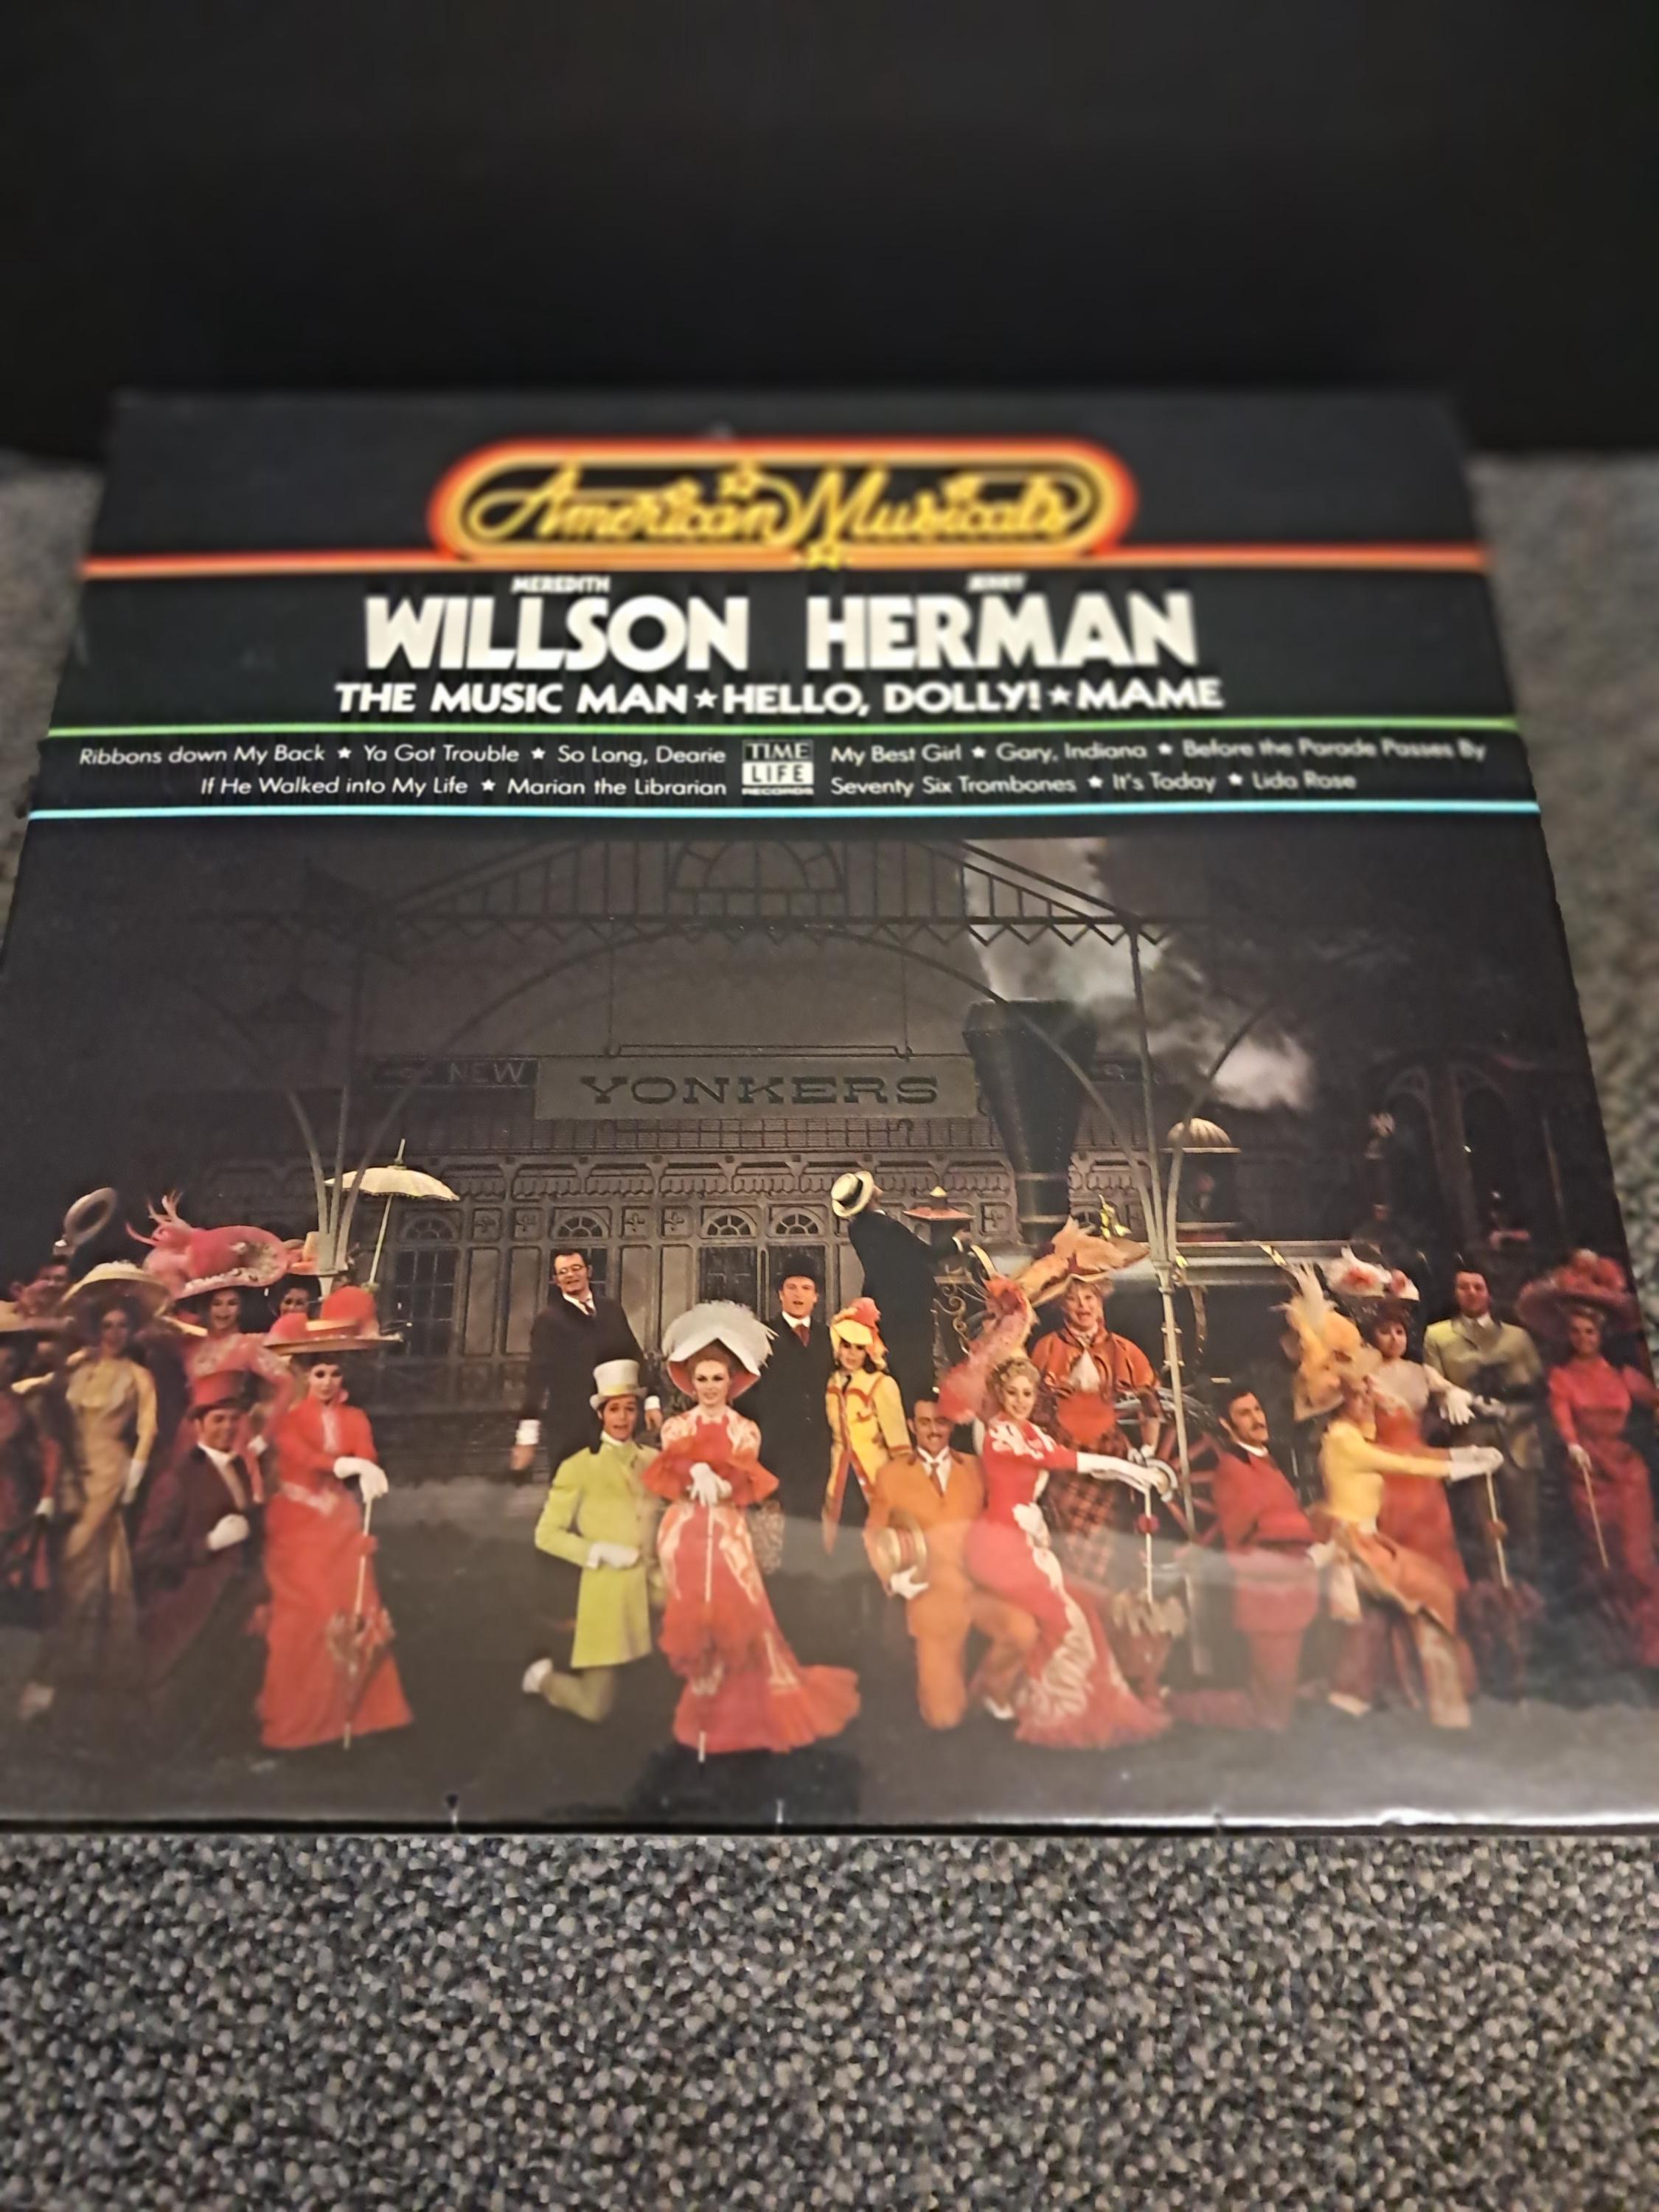 American Musicals
MEREDITH JERRY
WILLSON HERMAN
THE MUSIC MAN ★ HELLO, DOLLY! ★ MAME
Ribbons down My Back ★ Ya Got Trouble ★ So Long, Dearie
If He Walked into My Life ★ Marian the Librarian
TIME
LIFE
RECORDS
My Best Girl ★ Gary, Indiana ★ Before the Parade Passes By
Seventy Six Trombones ★ It's Today ★ Lida Rose
NEW
YONKERS